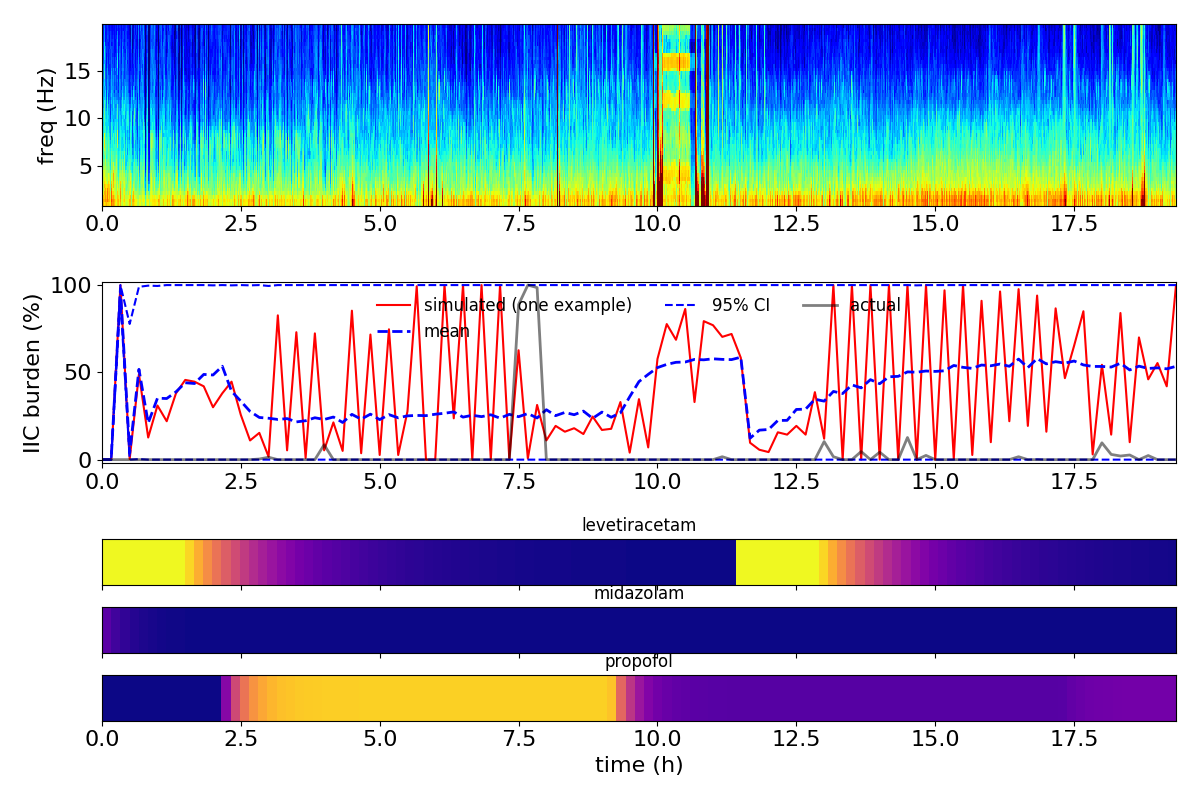 15
10
5
freq (Hz)
0.0 2.5 5.0 7.5 10.0 12.5 15.0 17.5
100
50
0
IIC burden (%)
simulated (one example) 95% CI actual
mean
0.0 2.5 5.0 7.5 10.0 12.5 15.0 17.5
levetiracetam
midazolam
propofol
0.0 2.5 5.0 7.5 10.0 12.5 15.0 17.5
time (h)